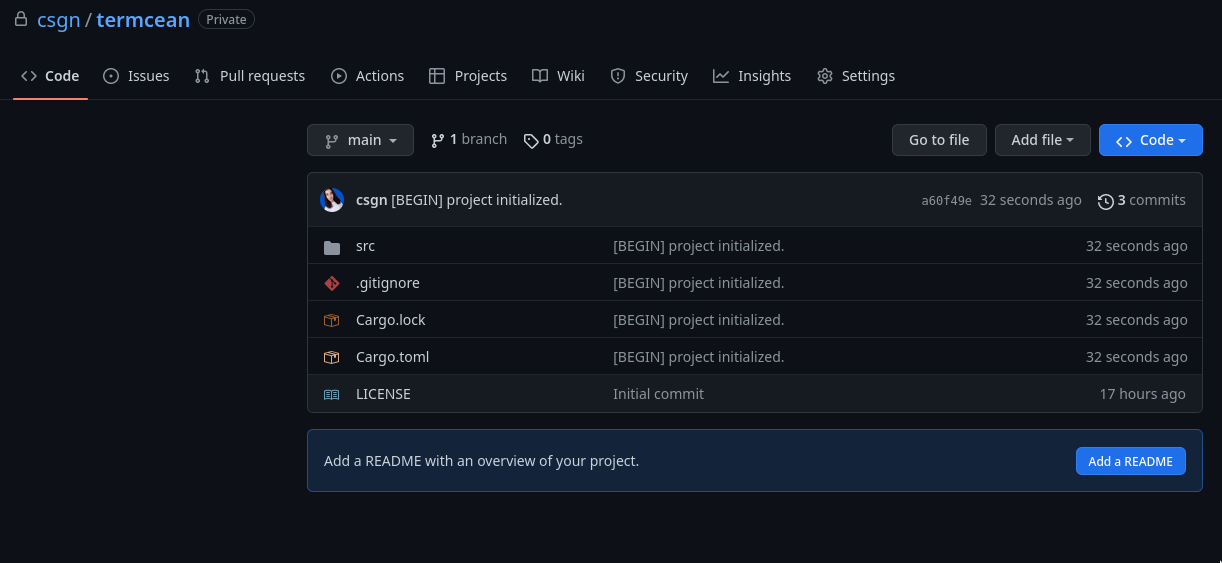 csgn / termcean Private
Code Issues Pull requests Actions Projects Wiki Security Insights Settings
main 1 branch 0 tags Go to file Add file Code
csgn [BEGIN] project initialized. a60f49e 32 seconds ago 3 commits
src [BEGIN] project initialized. 32 seconds ago
.gitignore [BEGIN] project initialized. 32 seconds ago
Cargo.lock [BEGIN] project initialized. 32 seconds ago
Cargo.toml [BEGIN] project initialized. 32 seconds ago
LICENSE Initial commit 17 hours ago
Add a README with an overview of your project. Add a README